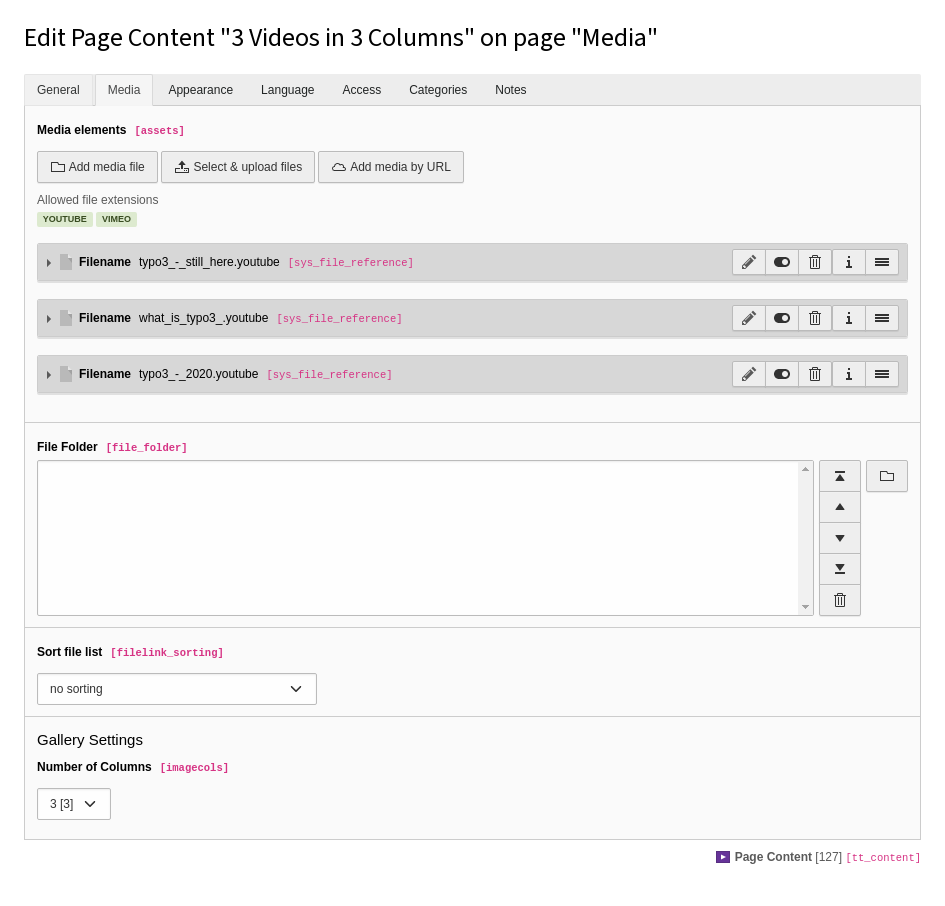 Edit Page Content "3 Videos in 3 Columns" on page "Media"
General Media Appearance Language Access Categories Notes
Media elements [assets]
Add media file Select & upload files Add media by URL
Allowed file extensions
YOUTUBE VIMEO
Filename typo3_-_still_here.youtube [sys_file_reference]
Filename what_is_typo3_.youtube [sys_file_reference]
Filename typo3_-_2020.youtube [sys_file_reference]
File Folder [file_folder]
Sort file list [filelink_sorting]
no sorting
Gallery Settings
Number of Columns [imagecols]
3 [3]
Page Content [127] [tt_content]